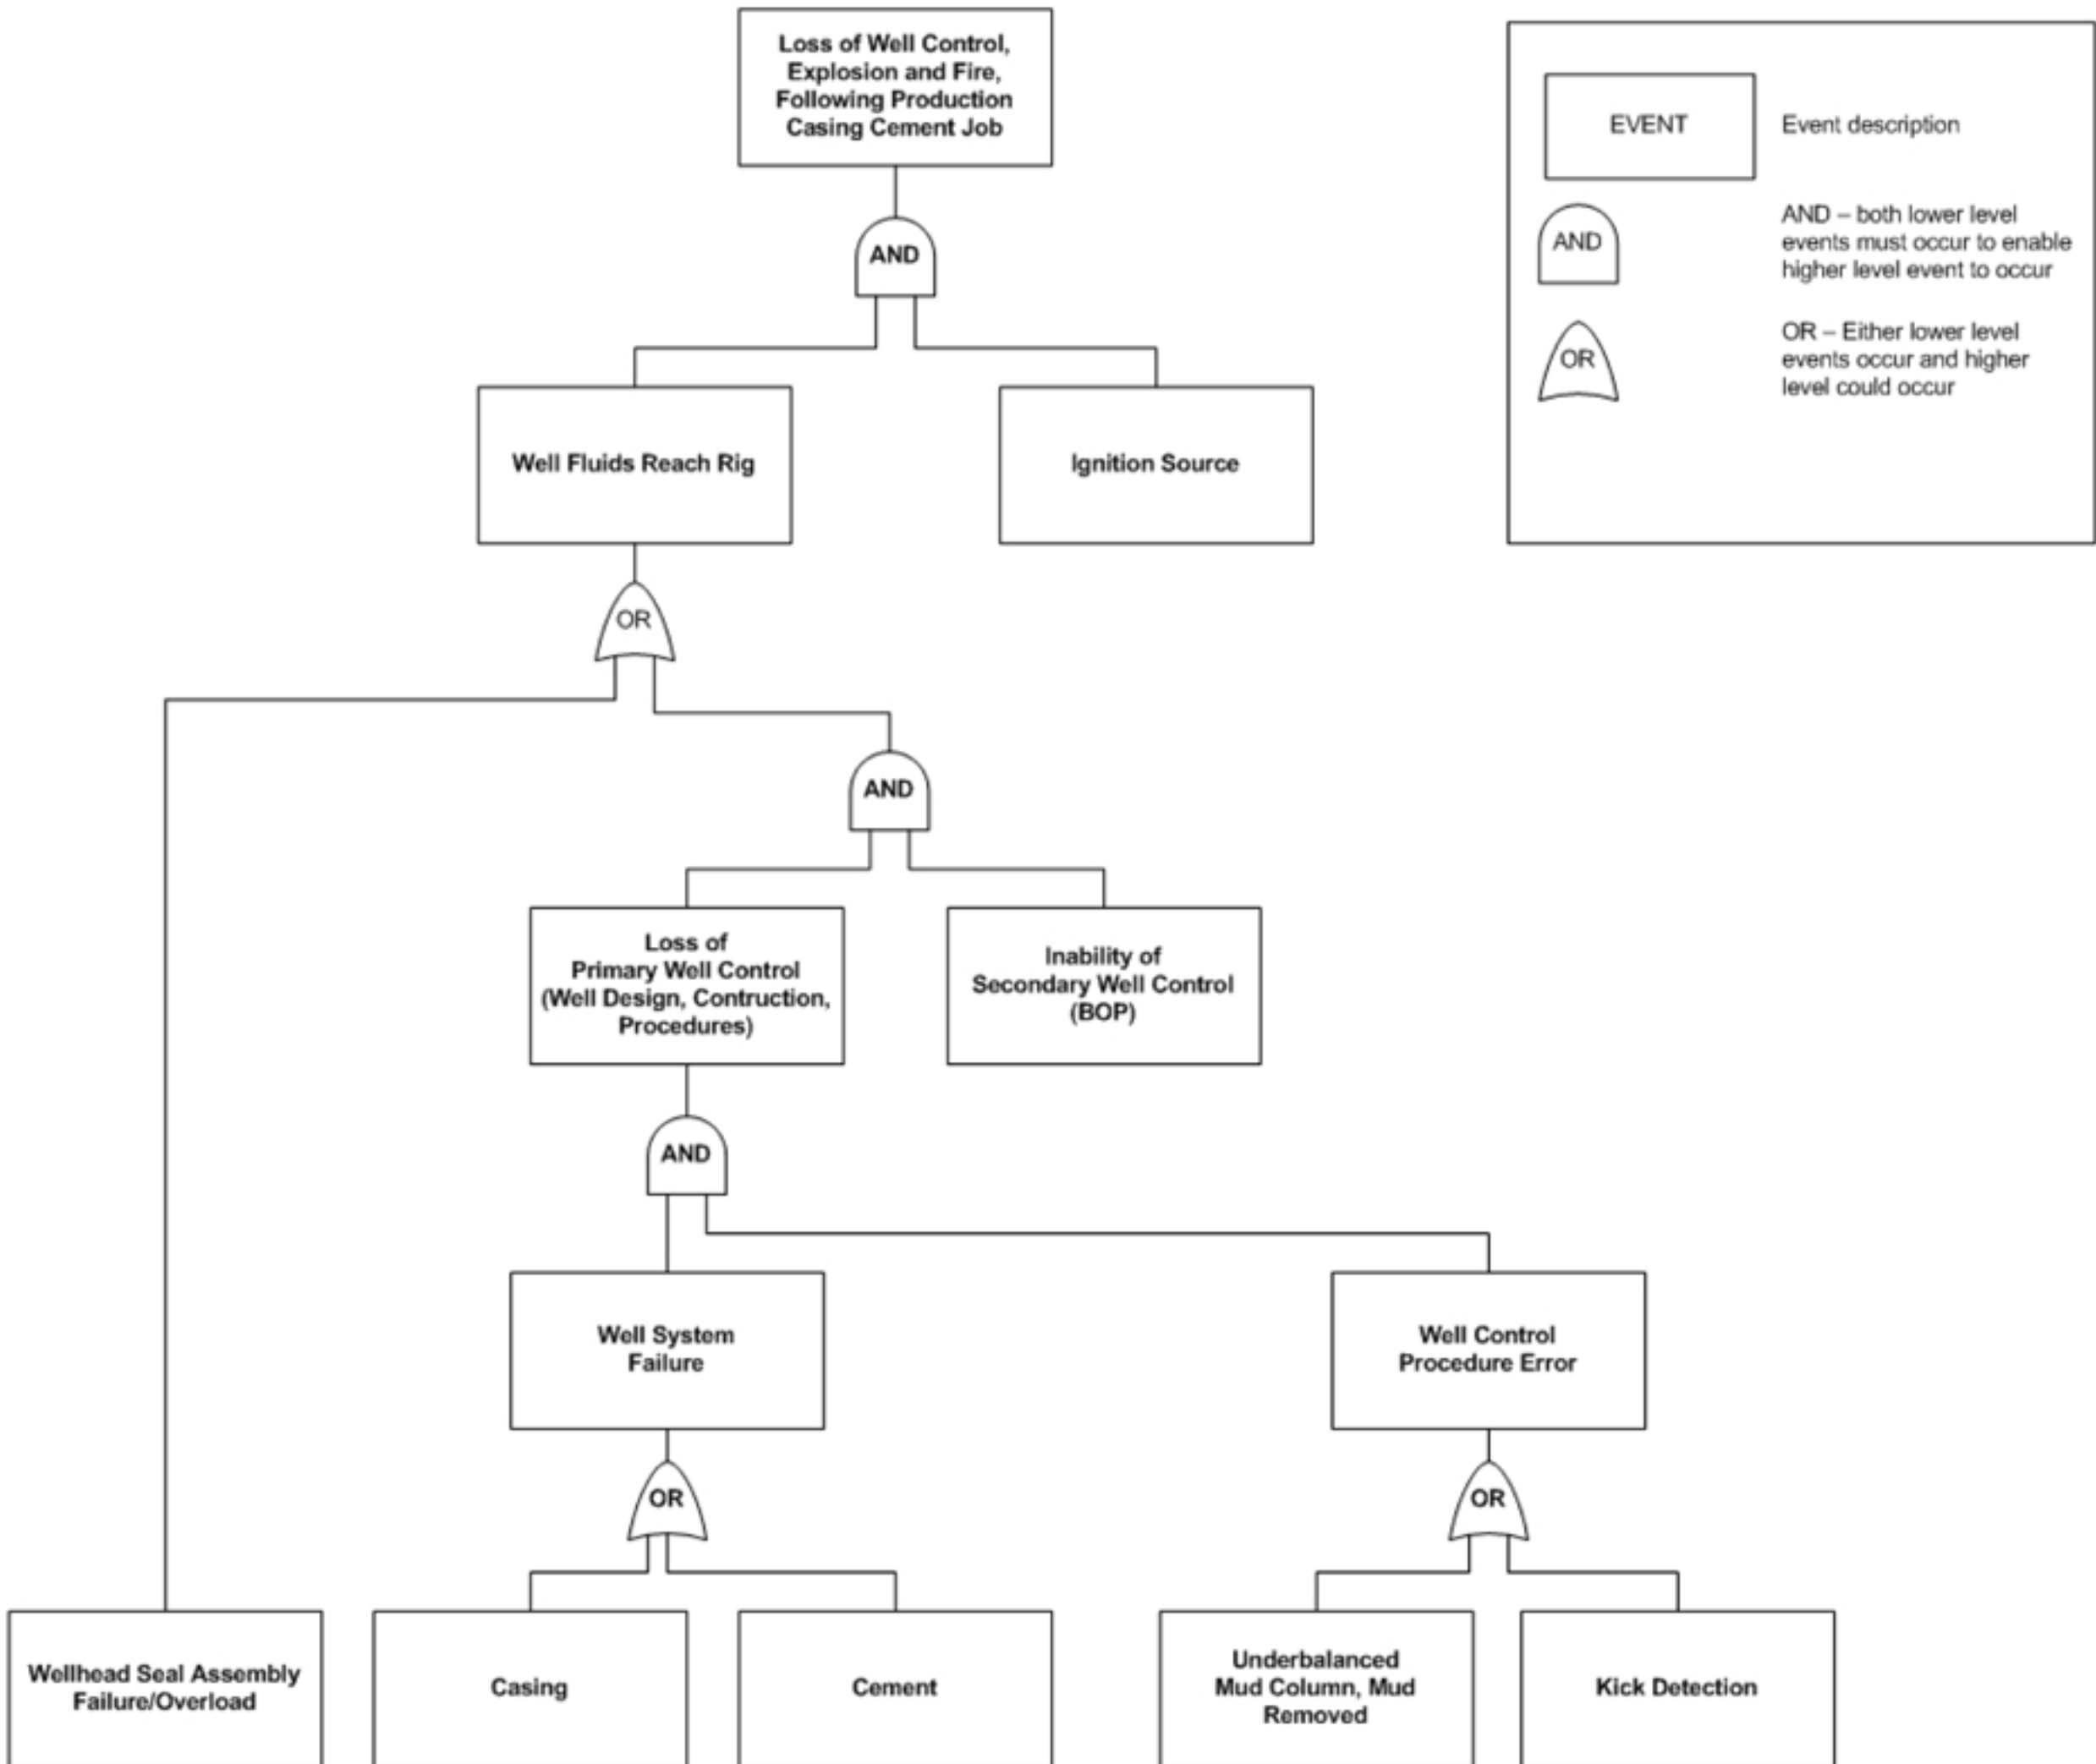 Loss of Well Control,
Explosion and Fire,
Following Production
Casing Cement Job
EVENT
Event description
AND
AND – both lower level
events must occur to enable
higher level event to occur
OR
OR – Either lower level
events occur and higher
level could occur
AND
Well Fluids Reach Rig
Ignition Source
OR
AND
Loss of
Primary Well Control
(Well Design, Contruction,
Procedures)
Inability of
Secondary Well Control
(BOP)
AND
Well System
Failure
Well Control
Procedure Error
OR
OR
Wellhead Seal Assembly
Failure/Overload
Casing
Cement
Underbalanced
Mud Column, Mud
Removed
Kick Detection